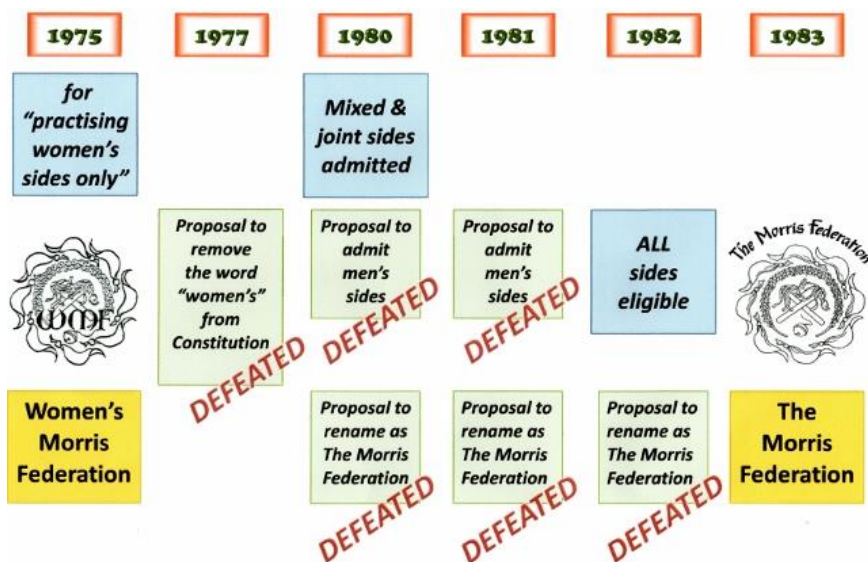 1975
1977
1980
1981
1982
1983
for
“practising
women’s
sides only”
Mixed &
joint sides
admitted
WMF
Proposal to
remove
the word
“women’s”
from
Constitution
DEFEATED
Proposal to
admit
men’s
sides
DEFEATED
Proposal to
admit
men’s
sides
DEFEATED
ALL
sides
eligible
The Morris Federation
Women’s
Morris
Federation
Proposal to
rename as
The Morris
Federation
DEFEATED
Proposal to
rename as
The Morris
Federation
DEFEATED
Proposal to
rename as
The Morris
Federation
DEFEATED
The
Morris
Federation